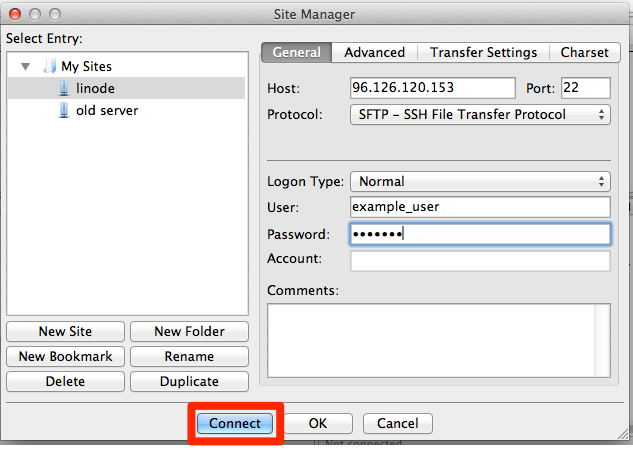 Site Manager
Select Entry:
My Sites
linode
old server
New Site
New Folder
New Bookmark
Rename
Delete
Duplicate
General
Advanced
Transfer Settings
Charset
Host: 96.126.120.153 Port: 22
Protocol: SFTP – SSH File Transfer Protocol
Logon Type: Normal
User: example_user
Password: •••••••
Account:
Comments:
Connect
OK
Cancel
Not connected